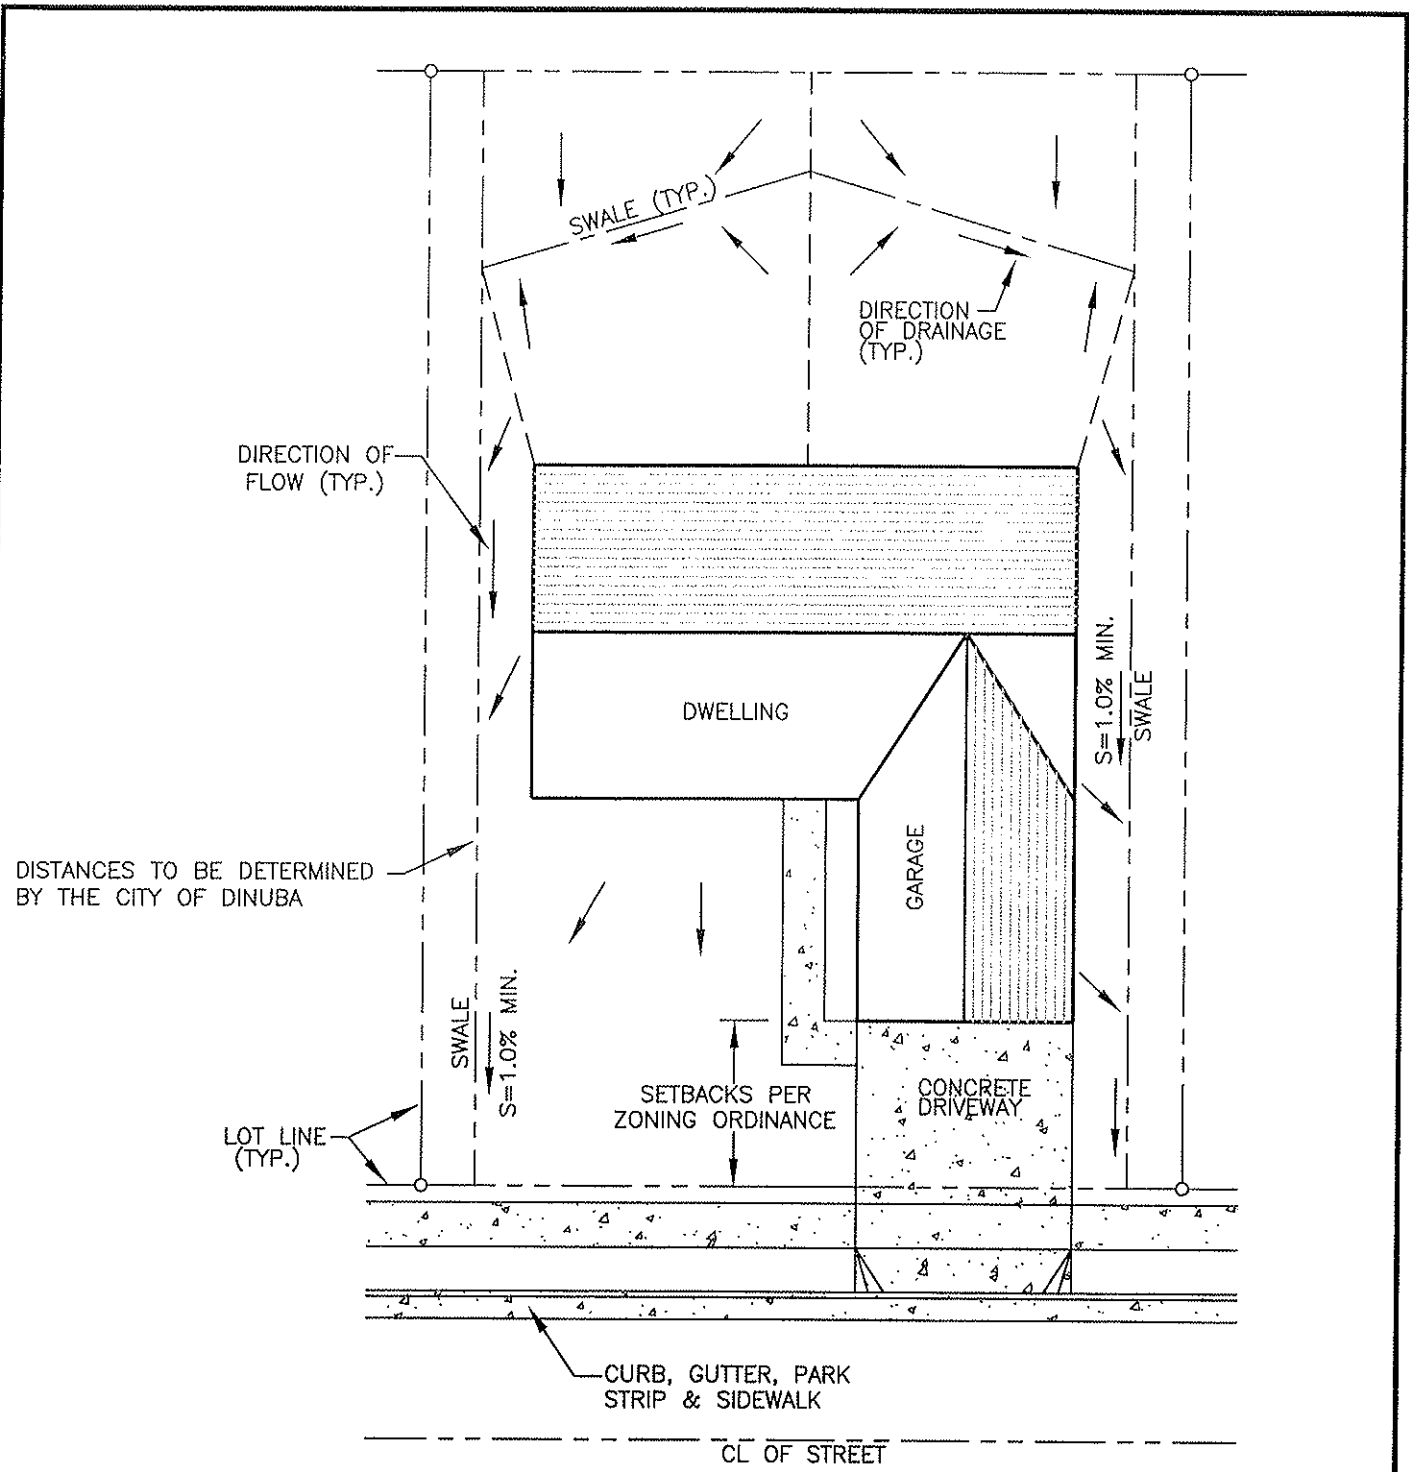 SWALE (TYP.)
DIRECTION
OF DRAINAGE
(TYP.)
DIRECTION OF
FLOW (TYP.)
S=1.0% MIN.
SWALE
DWELLING
GARAGE
DISTANCES TO BE DETERMINED
BY THE CITY OF DINUBA
SWALE
S=1.0% MIN.
SETBACKS PER
ZONING ORDINANCE
CONCRETE
DRIVEWAY
LOT LINE
(TYP.)
CURB, GUTTER, PARK
STRIP & SIDEWALK
CL OF STREET